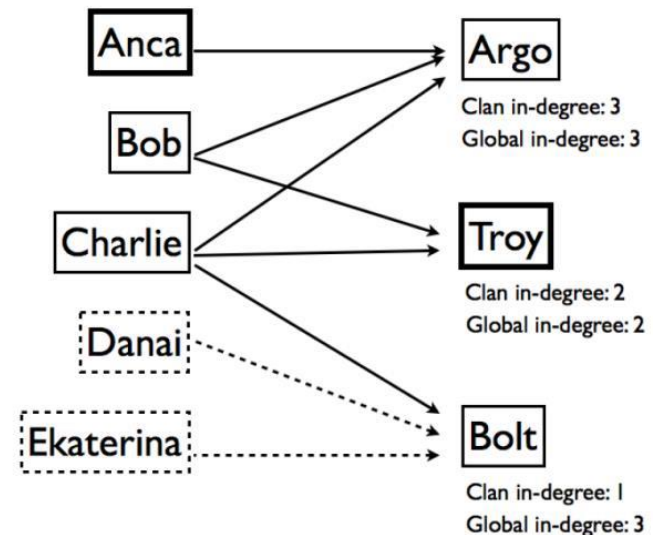 Anca
Bob
Charlie
Danai
Ekaterina
Argo
Clan in-degree: 3
Global in-degree: 3
Troy
Clan in-degree: 2
Global in-degree: 2
Bolt
Clan in-degree: 1
Global in-degree: 3